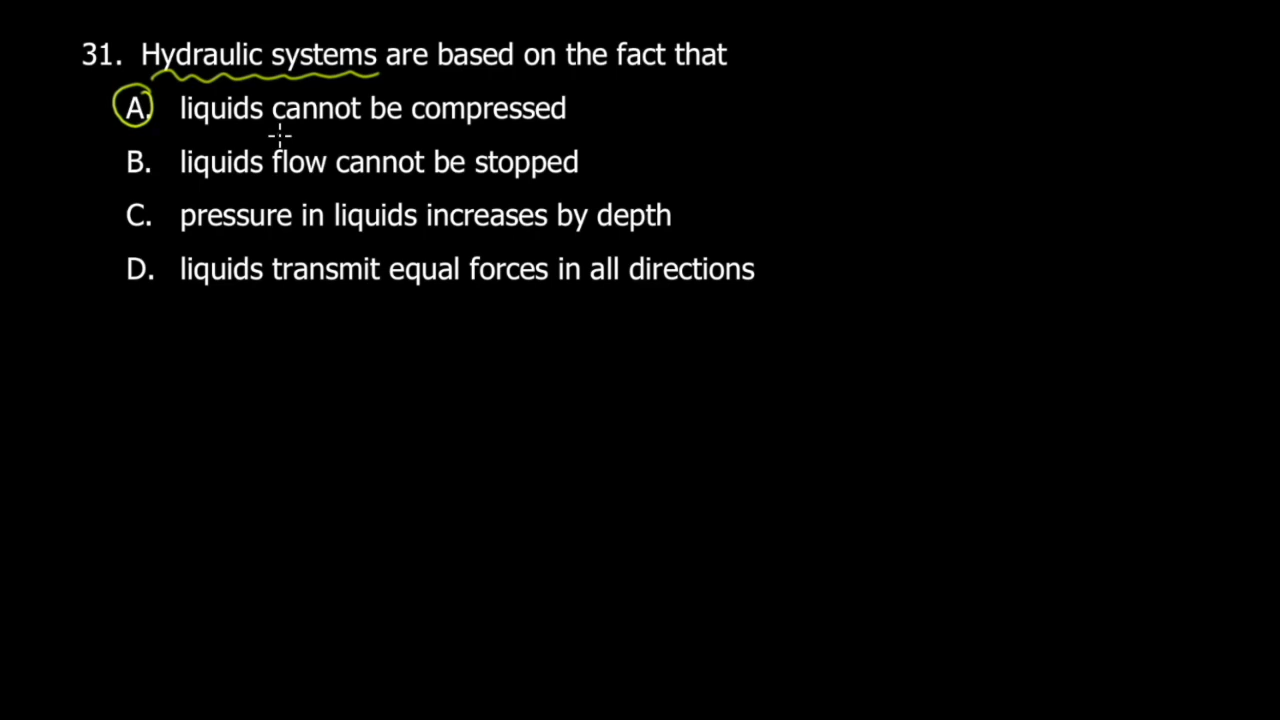 31. Hydraulic systems are based on the fact that
A. liquids cannot be compressed
B. liquids flow cannot be stopped
C. pressure in liquids increases by depth
D. liquids transmit equal forces in all directions